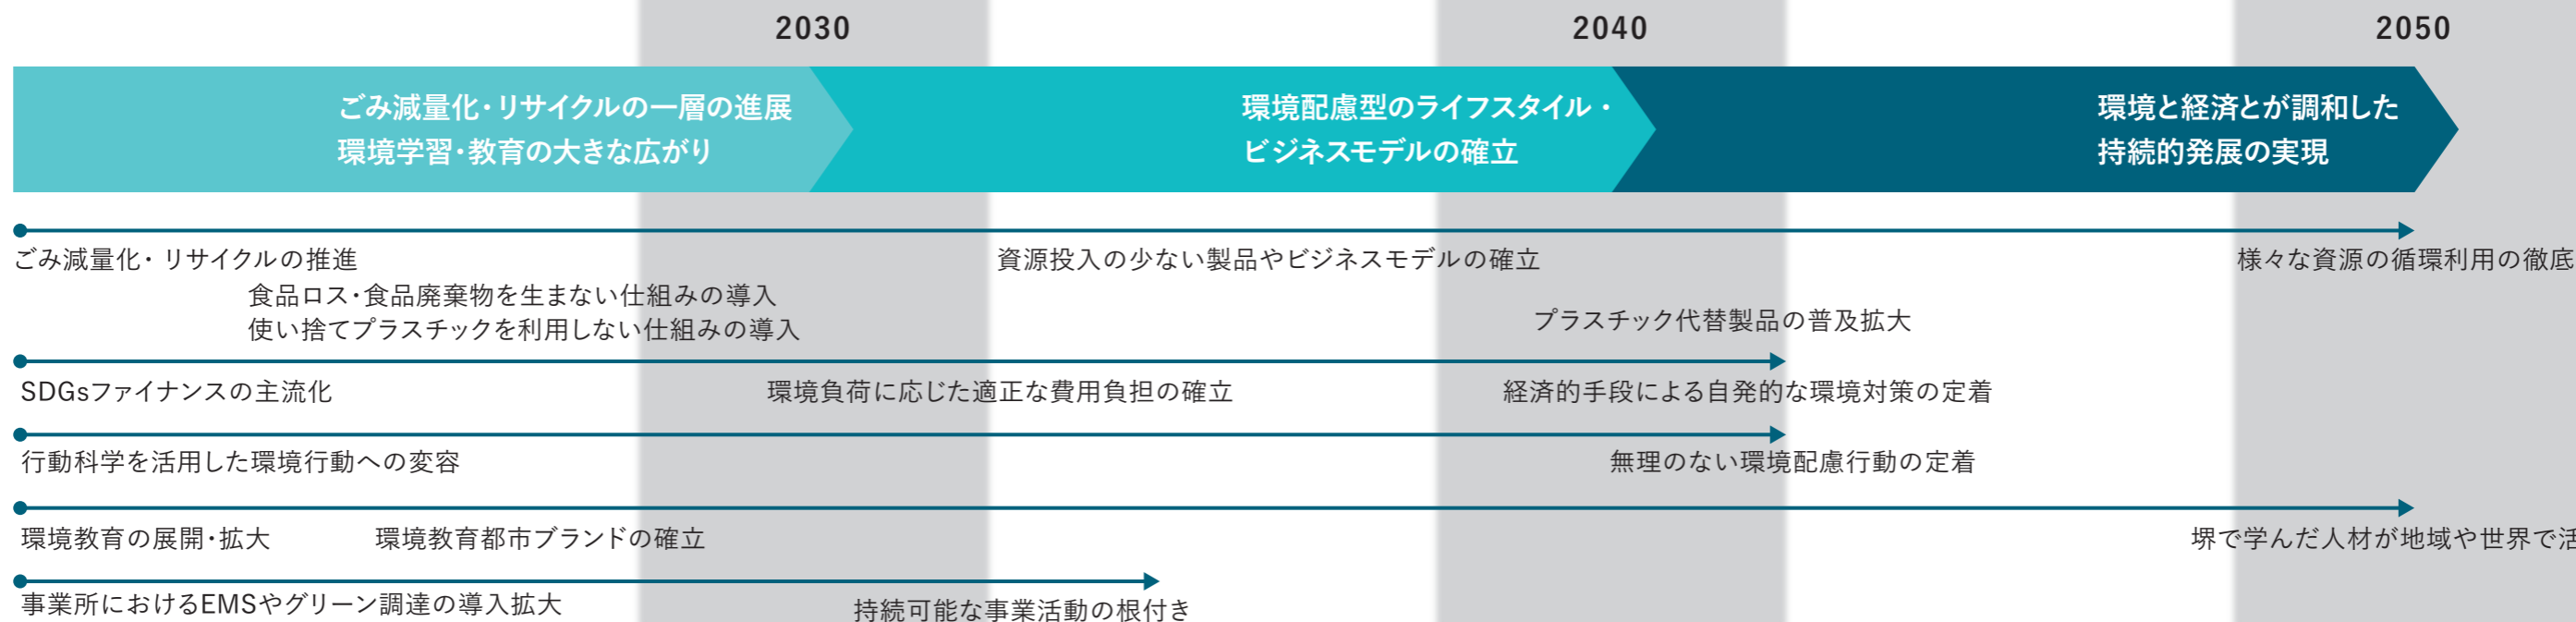 2030
2040
2050
ごみ減量化・リサイクルの一層の進展
環境学習・教育の大きな広がり
環境配慮型のライフスタイル・
ビジネスモデルの確立
環境と経済とが調和した
持続的発展の実現
ごみ減量化・リサイクルの推進
資源投入の少ない製品やビジネスモデルの確立
様々な資源の循環利用の徹底
食品ロス・食品廃棄物を生まない仕組みの導入
使い捨てプラスチックを利用しない仕組みの導入
プラスチック代替製品の普及拡大
SDGsファイナンスの主流化
環境負荷に応じた適正な費用負担の確立
経済的手段による自発的な環境対策の定着
行動科学を活用した環境行動への変容
無理のない環境配慮行動の定着
環境教育の展開・拡大
環境教育都市ブランドの確立
堺で学んだ人材が地域や世界で活
事業所におけるEMSやグリーン調達の導入拡大
持続可能な事業活動の根付き